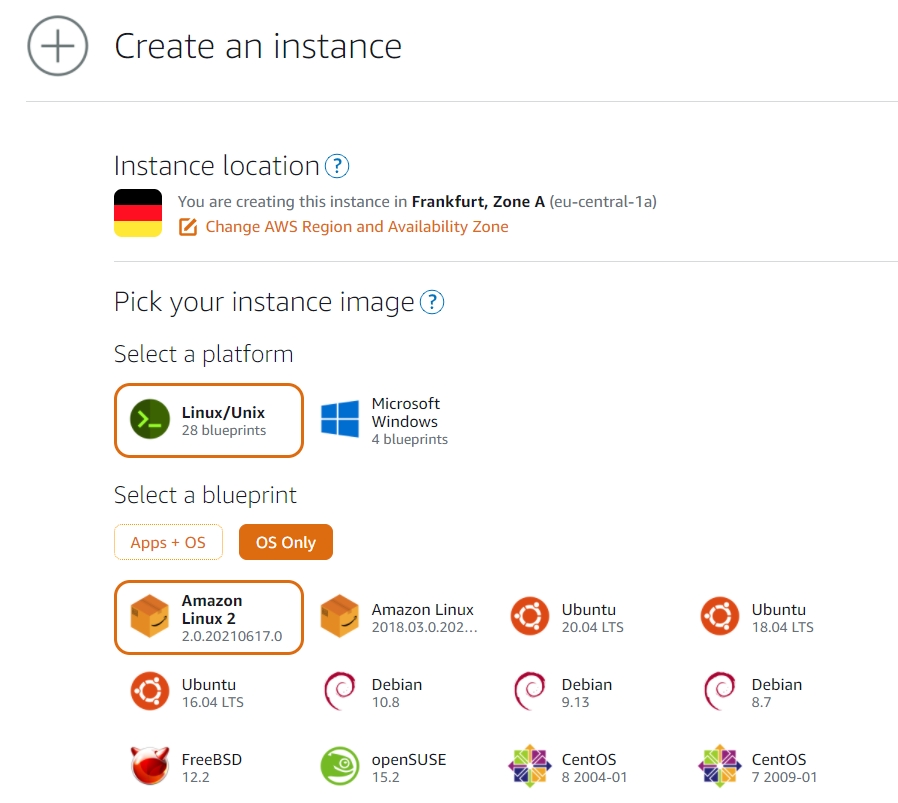 Create an instance
Instance location ?
You are creating this instance in Frankfurt, Zone A (eu-central-1a)
Change AWS Region and Availability Zone
Pick your instance image ?
Select a platform
Linux/Unix
28 blueprints
Microsoft
Windows
4 blueprints
Select a blueprint
Apps + OS
OS Only
Amazon
Linux 2
2.0.20210617.0
Amazon Linux
2018.03.0.202...
Ubuntu
20.04 LTS
Ubuntu
18.04 LTS
Ubuntu
16.04 LTS
Debian
10.8
Debian
9.13
Debian
8.7
FreeBSD
12.2
openSUSE
15.2
CentOS
8 2004-01
CentOS
7 2009-01